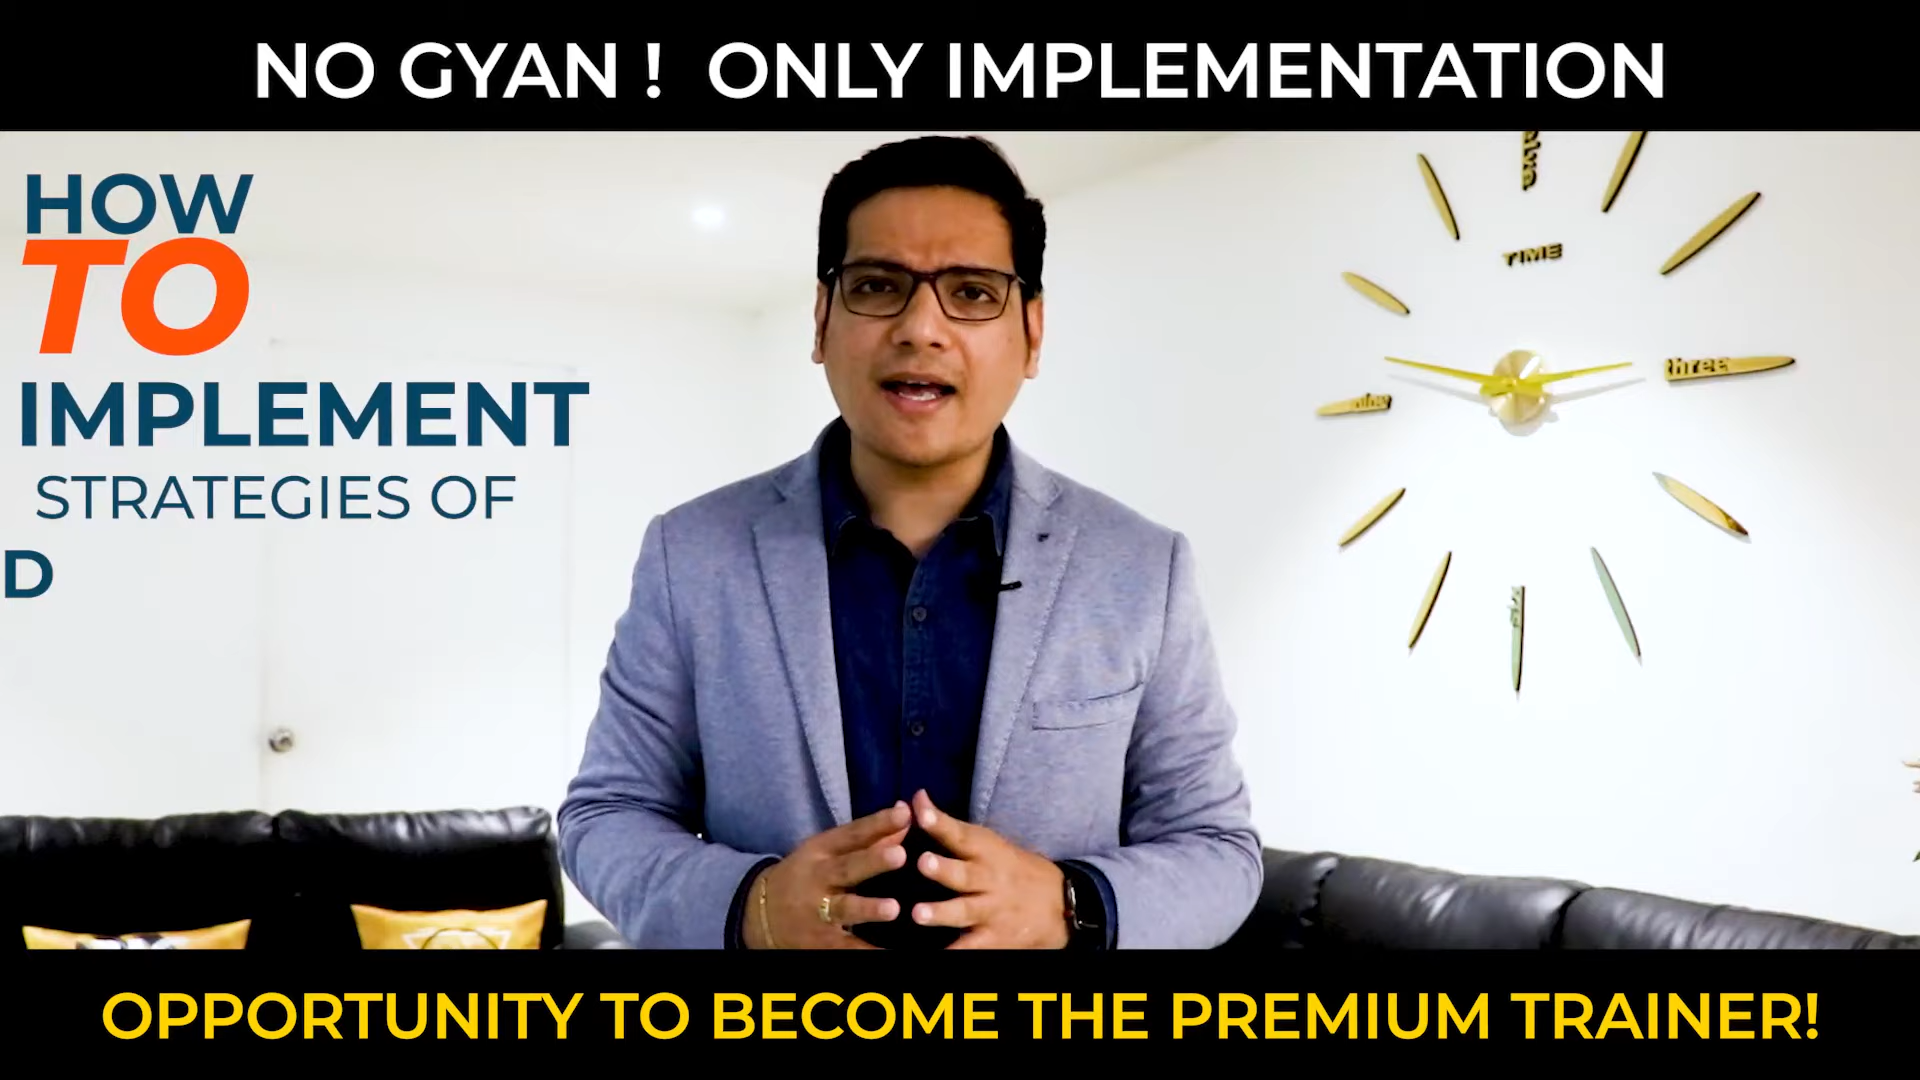 NO GYAN ! ONLY IMPLEMENTATION
HOW
TO
IMPLEMENT
STRATEGIES OF
D
TIME
three
OPPORTUNITY TO BECOME THE PREMIUM TRAINER!